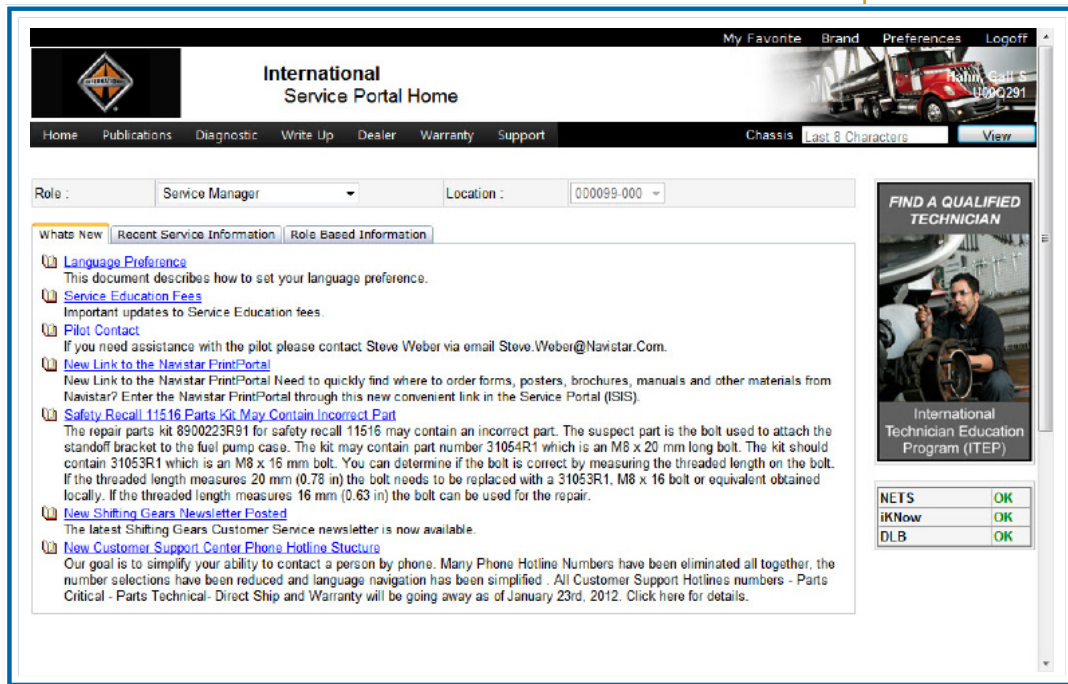 My Favorite Brand Preferences Logoff
INTERNATIONAL
International
Service Portal Home
Hahn, Gail S
U00Q291
Home Publications Diagnostic Write Up Dealer Warranty Support Chassis Last 8 Characters View
Role : Service Manager Location : 000099-000
Whats New Recent Service Information Role Based Information
Language Preference
This document describes how to set your language preference.
Service Education Fees
Important updates to Service Education fees.
Pilot Contact
If you need assistance with the pilot please contact Steve Weber via email Steve.Weber@Navistar.Com.
New Link to the Navistar PrintPortal
New Link to the Navistar PrintPortal Need to quickly find where to order forms, posters, brochures, manuals and other materials from
Navistar? Enter the Navistar PrintPortal through this new convenient link in the Service Portal (ISIS).
Safety Recall 11516 Parts Kit May Contain Incorrect Part
The repair parts kit 8900223R91 for safety recall 11516 may contain an incorrect part. The suspect part is the bolt used to attach the
standoff bracket to the fuel pump case. The kit may contain part number 31054R1 which is an M8 x 20 mm long bolt. The kit should
contain 31053R1 which is an M8 x 16 mm bolt. You can determine if the bolt is correct by measuring the threaded length on the bolt.
If the threaded length measures 20 mm (0.78 in) the bolt needs to be replaced with a 31053R1, M8 x 16 bolt or equivalent obtained
locally. If the threaded length measures 16 mm (0.63 in) the bolt can be used for the repair.
New Shifting Gears Newsletter Posted
The latest Shifting Gears Customer Service newsletter is now available.
New Customer Support Center Phone Hotline Stucture
Our goal is to simplify your ability to contact a person by phone. Many Phone Hotline Numbers have been eliminated all together, the
number selections have been reduced and language navigation has been simplified . All Customer Support Hotlines numbers - Parts
Critical - Parts Technical- Direct Ship and Warranty will be going away as of January 23rd, 2012. Click here for details.
FIND A QUALIFIED
TECHNICIAN
International
Technician Education
Program (ITEP)
NETS OK
iKNow OK
DLB OK